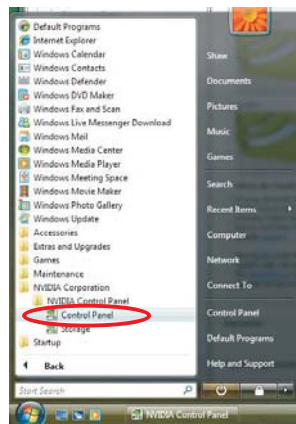 Default Programs
Internet Explorer
Windows Calendar
Windows Contacts
Windows Defender
Windows DVD Maker
Windows Fax and Scan
Windows Live Messenger Download
Windows Mail
Windows Media Center
Windows Media Player
Windows Meeting Space
Windows Movie Maker
Windows Photo Gallery
Windows Update
Accessories
Extras and Upgrades
Games
Maintenance
NVIDIA Corporation
NVIDIA Control Panel
Control Panel
Storage
Startup
Back
Start Search
Shaw
Documents
Pictures
Music
Games
Search
Recent Items
Computer
Network
Connect To
Control Panel
Default Programs
Help and Support
NVIDIA Control Panel